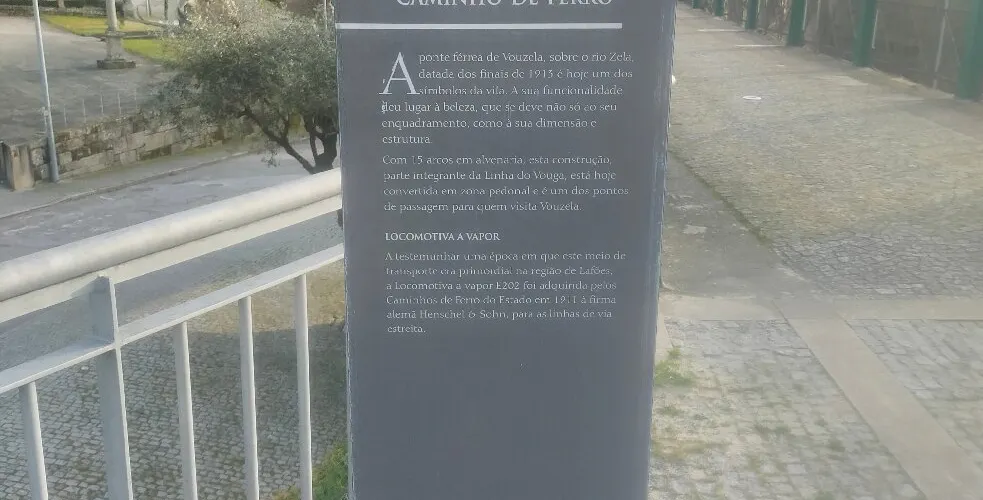 CAMINHO DE FERRO
A ponte férrea de Vouzela, sobre o rio Zela,
datada dos finais de 1913 é hoje um dos
símbolos da vila. A sua funcionalidade
deu lugar à beleza, que se deve não só ao seu
enquadramento, como à sua dimensão e
estrutura.
Com 15 arcos em alvenaria, esta construção,
parte integrante da Linha do Vouga, está hoje
convertida em zona pedonal e é um dos pontos
de passagem para quem visita Vouzela.
LOCOMOTIVA A VAPOR
A testemunhar uma época em que este meio de
transporte era primordial na região de Lafões,
a Locomotiva a vapor E202 foi adquirida pelos
Caminhos de Ferro do Estado em 1911 à firma
alemã Henschel & Sohn, para as linhas de via
estreita.